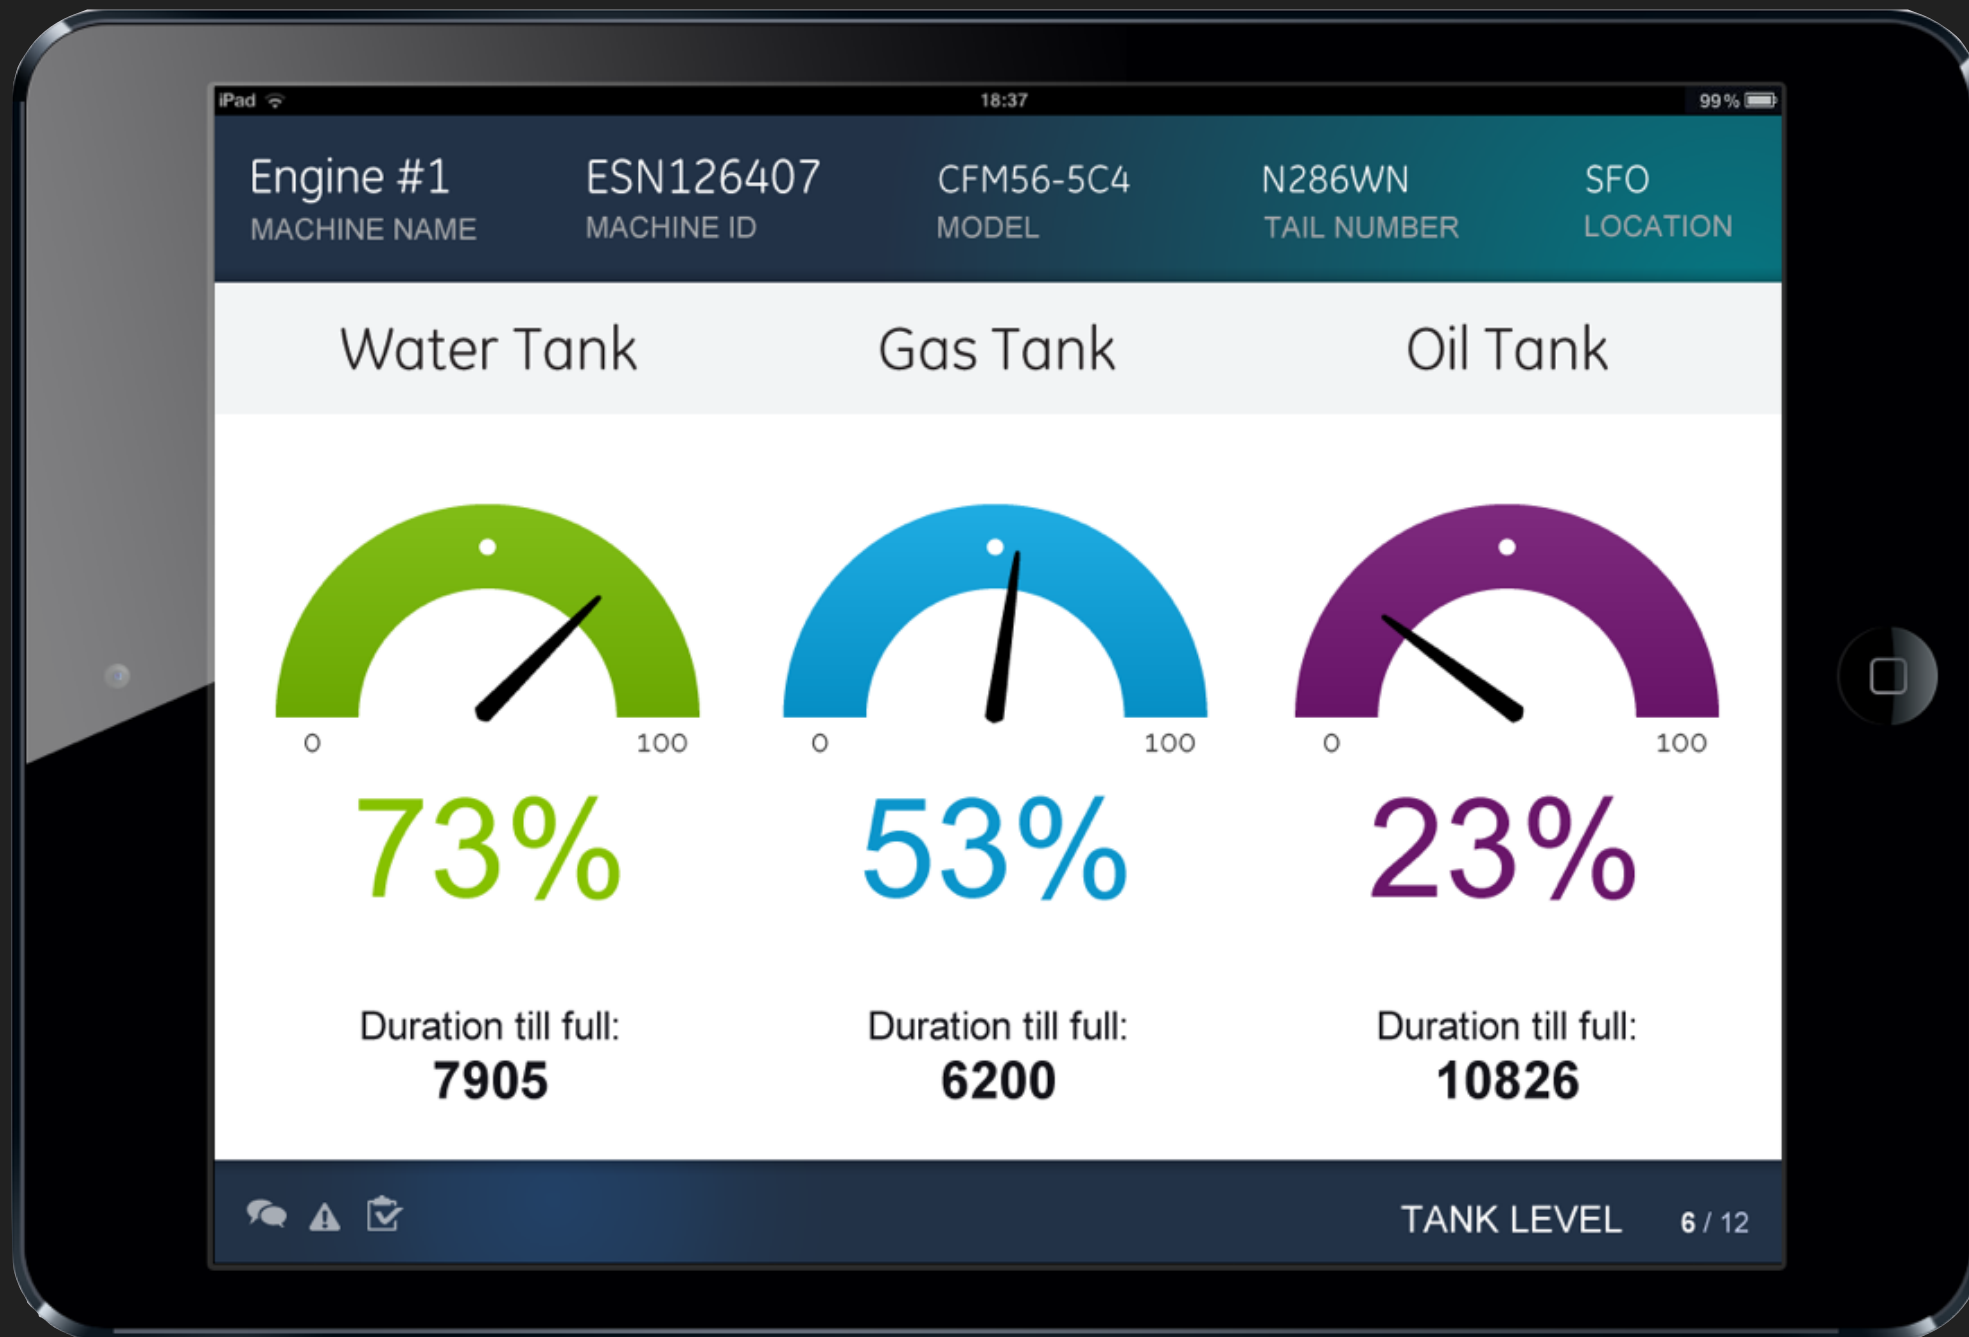 iPad 18:37 99%
Engine #1 ESN126407 CFM56-5C4 N286WN SFO
MACHINE NAME MACHINE ID MODEL TAIL NUMBER LOCATION
Water Tank Gas Tank Oil Tank
0 100 0 100 0 100
73% 53% 23%
Duration till full: Duration till full: Duration till full:
7905 6200 10826
TANK LEVEL 6 / 12